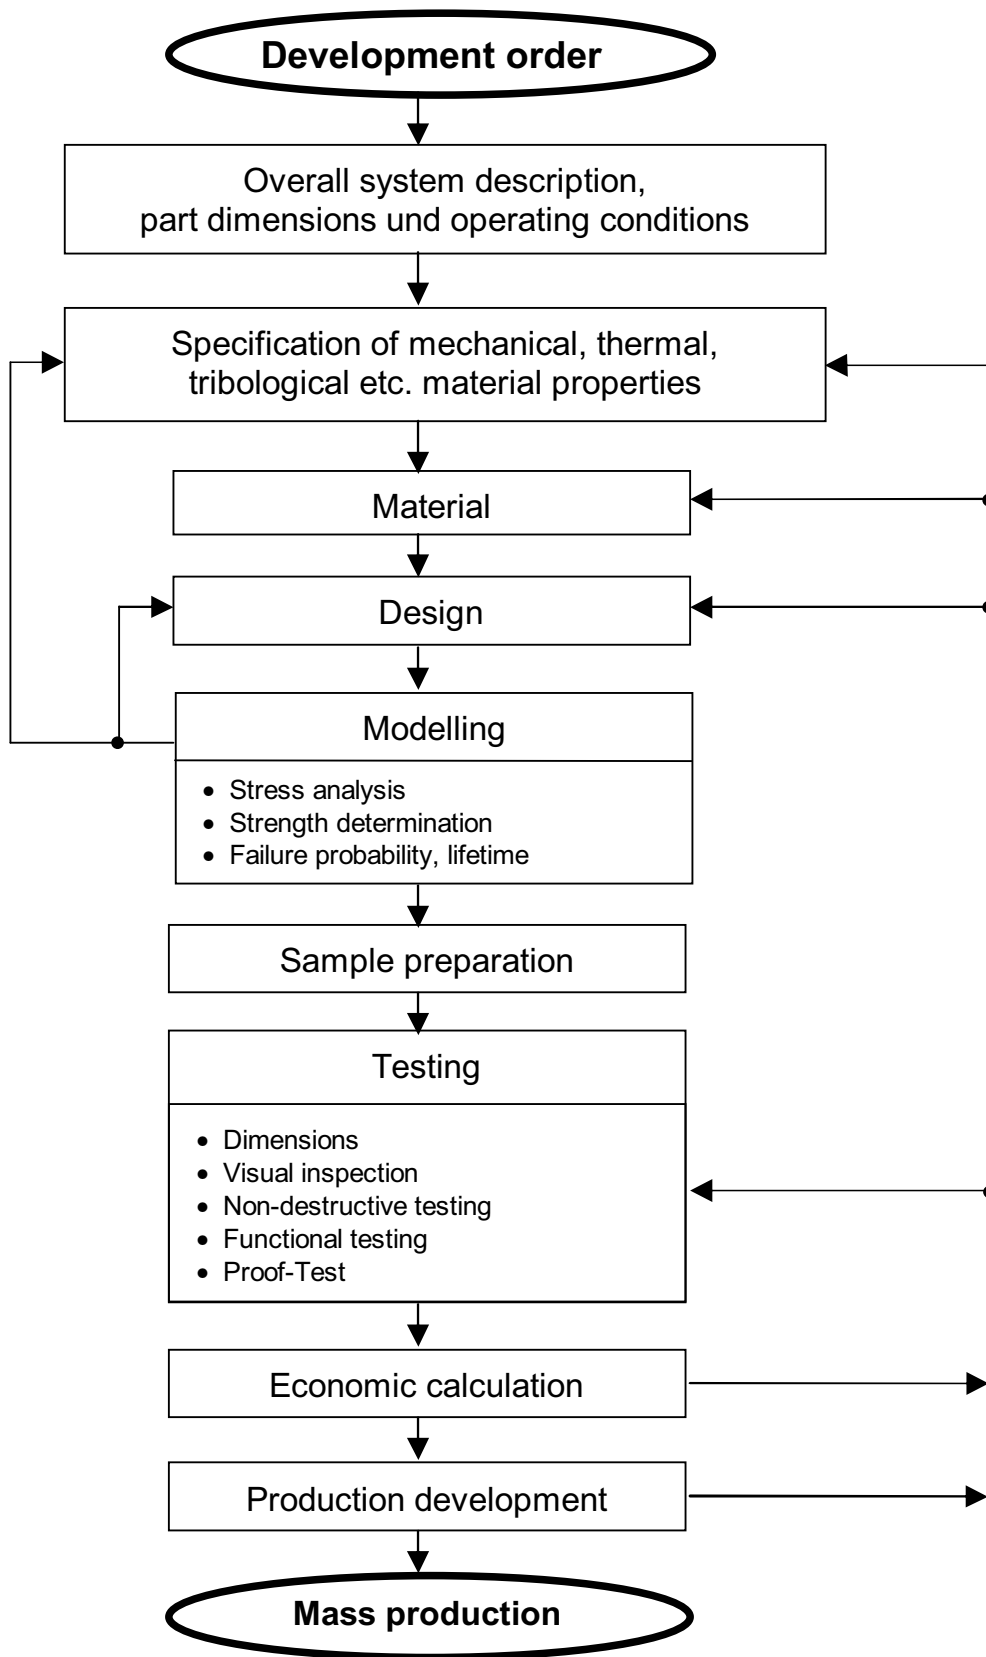 Development order
Overall system description,
part dimensions und operating conditions
Specification of mechanical, thermal,
tribological etc. material properties
Material
Design
Modelling
• Stress analysis
• Strength determination
• Failure probability, lifetime
Sample preparation
Testing
• Dimensions
• Visual inspection
• Non-destructive testing
• Functional testing
• Proof-Test
Economic calculation
Production development
Mass production